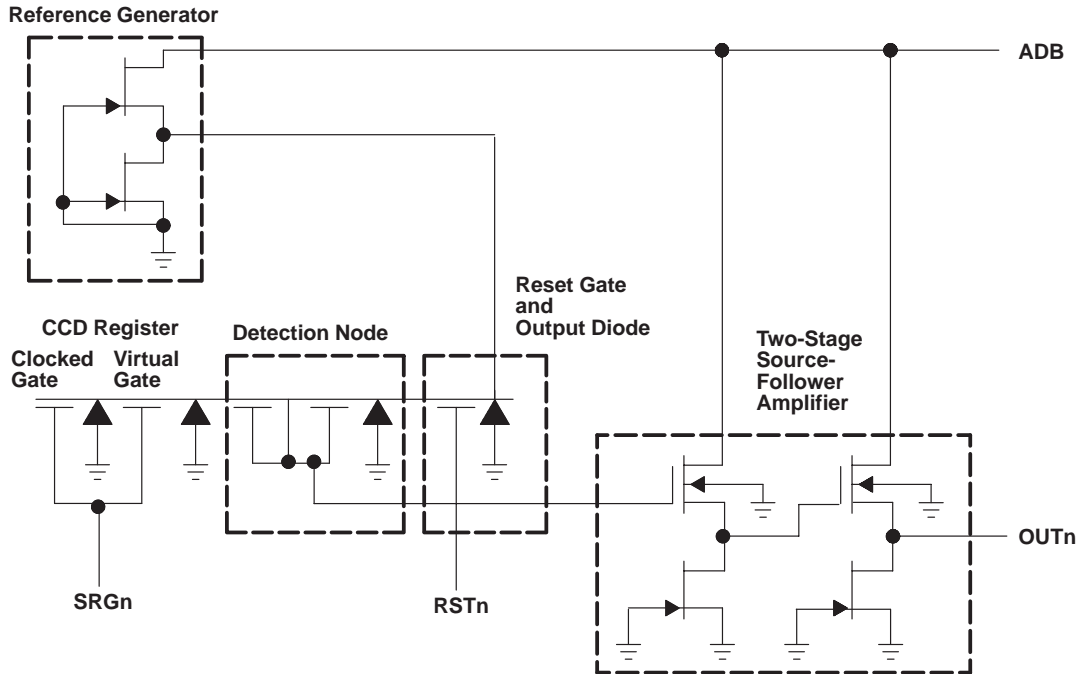 Reference Generator
ADB
Reset Gate
and
Output Diode
CCD Register
Detection Node
Clocked
Gate
Virtual
Gate
Two-Stage
Source-
Follower
Amplifier
OUTn
SRGn
RSTn